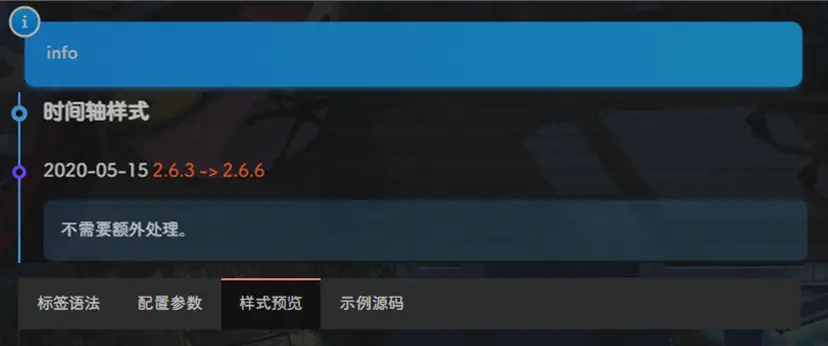 i
info
时间轴样式
2020-05-15 2.6.3 -> 2.6.6
不需要额外处理。
标签语法 配置参数 样式预览 示例源码